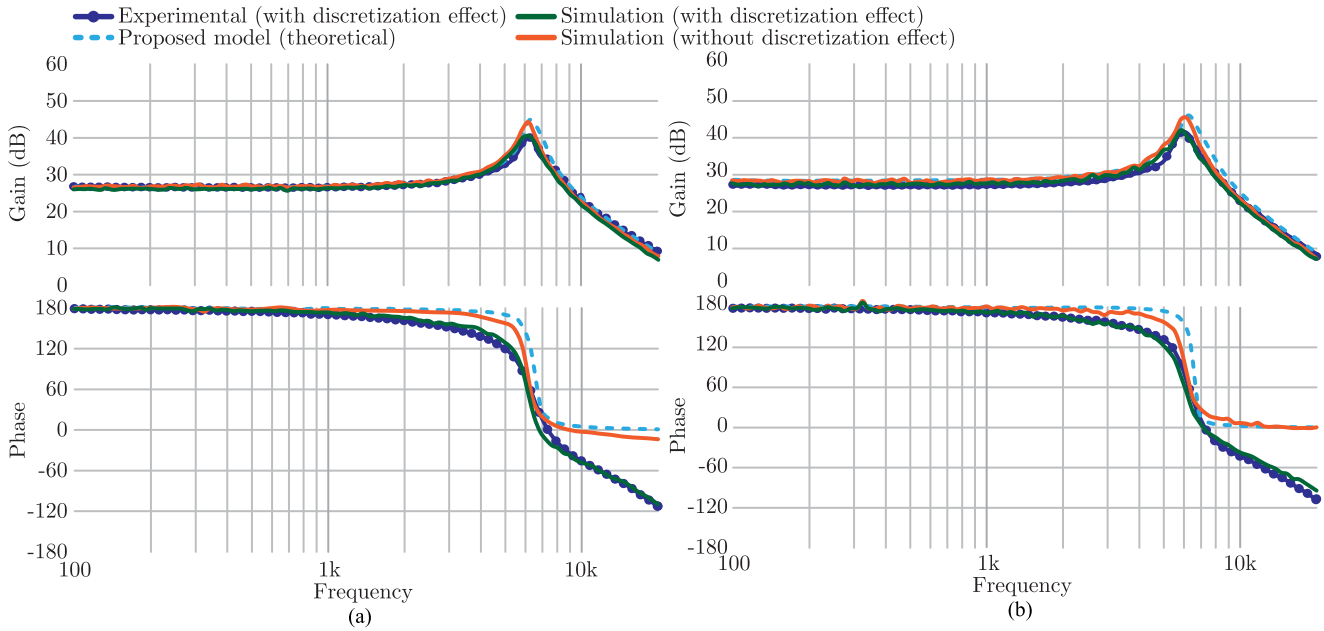 Experimental (with discretization effect)
Simulation (with discretization effect)
Proposed model (theoretical)
Simulation (without discretization effect)
60
50
40
30
20
10
0
Gain (dB)
180
120
60
0
-60
-120
-180
Phase
100
1k
10k
Frequency
(a)
60
50
40
30
20
10
0
Gain (dB)
180
120
60
0
-60
-120
-180
Phase
100
1k
10k
Frequency
(b)